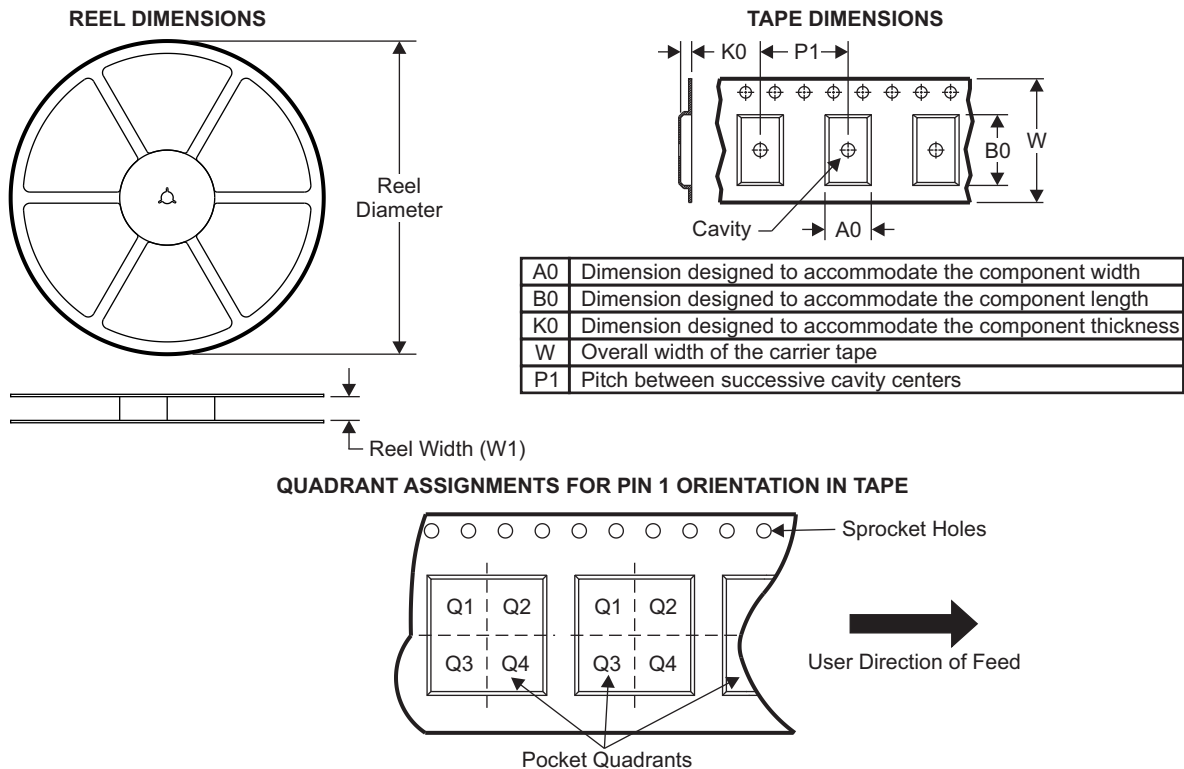 REEL DIMENSIONS
Reel
Diameter
Reel Width (W1)
TAPE DIMENSIONS
K0
P1
W
B0
Cavity
A0
A0 Dimension designed to accommodate the component width
B0 Dimension designed to accommodate the component length
K0 Dimension designed to accommodate the component thickness
W Overall width of the carrier tape
P1 Pitch between successive cavity centers
QUADRANT ASSIGNMENTS FOR PIN 1 ORIENTATION IN TAPE
Sprocket Holes
Q1 Q2 Q1 Q2
Q3 Q4 Q3 Q4
User Direction of Feed
Pocket Quadrants